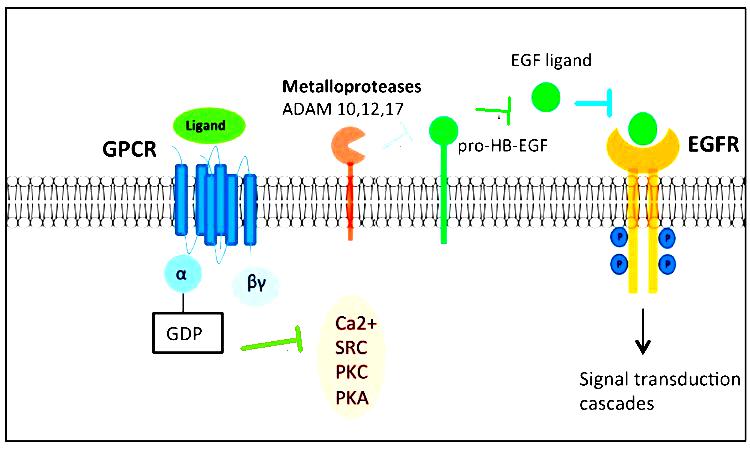 EGF ligand
Metalloproteases
ADAM 10,12,17
Ligand
GPCR
pro-HB-EGF
EGFR
P
P
P
P
α
βγ
GDP
Ca2+
SRC
PKC
PKA
Signal transduction
cascades